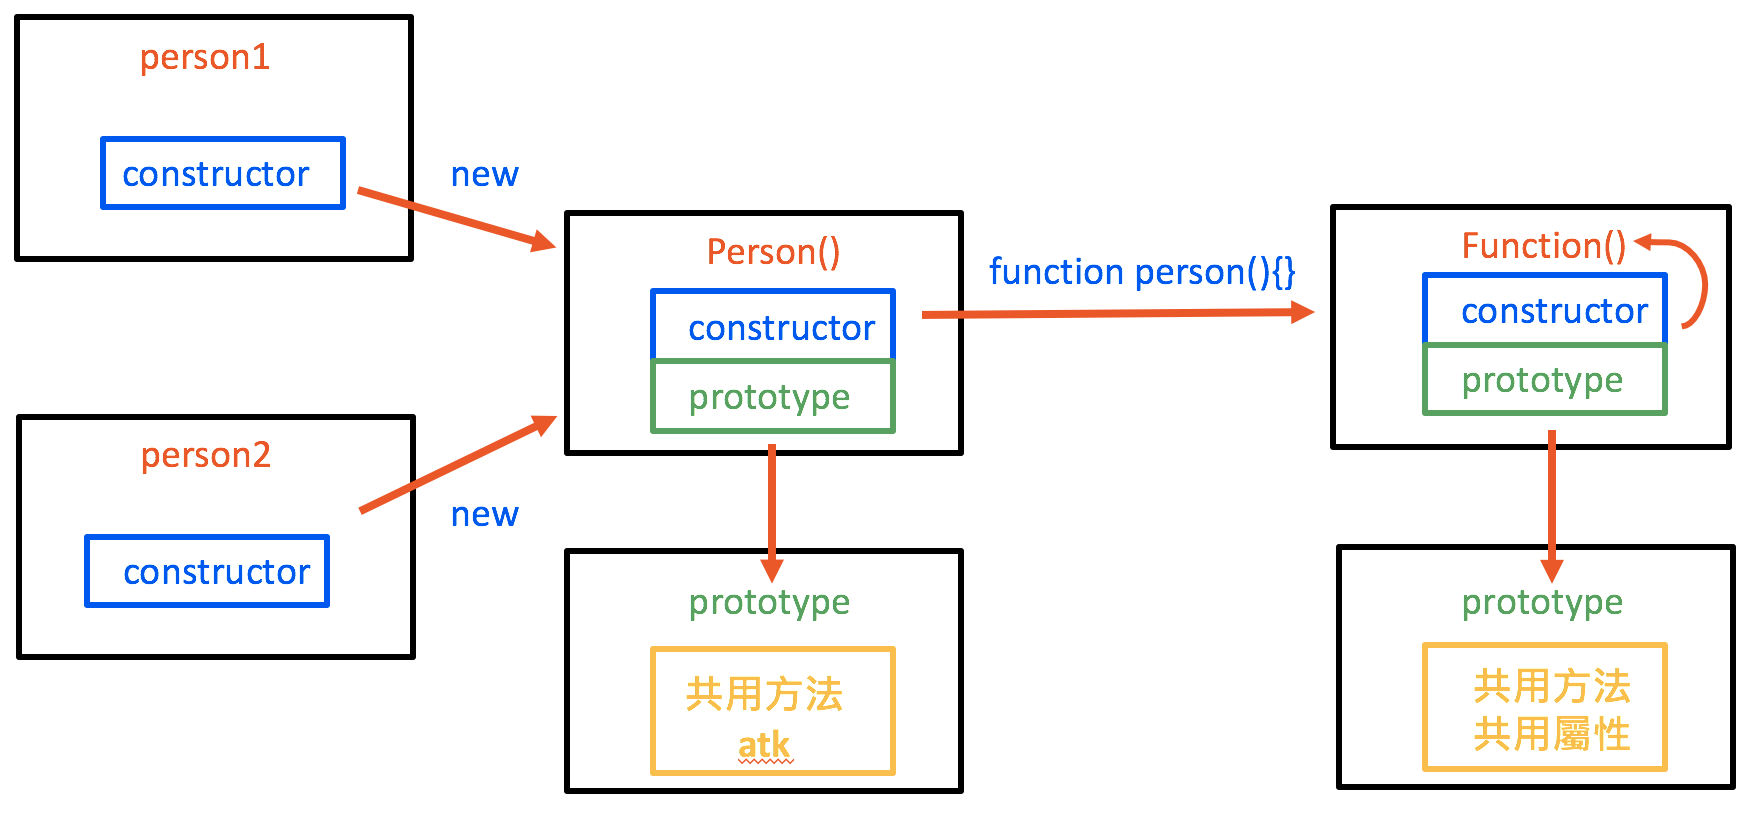 person1
constructor
new
person2
constructor
new
Person()
constructor
prototype
function person(){}
Function()
constructor
prototype
prototype
共用方法
atk
prototype
共用方法
共用屬性